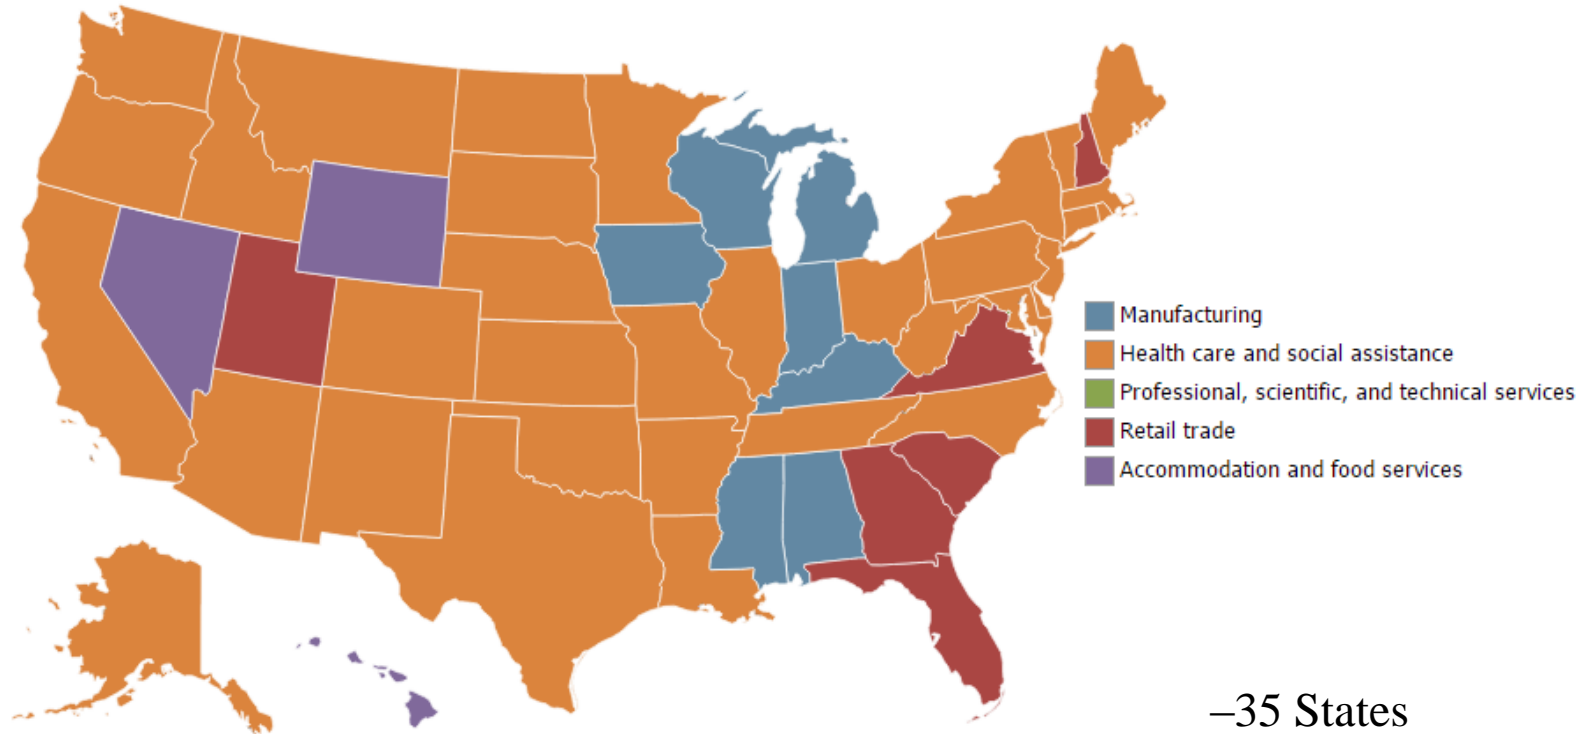 Manufacturing
Health care and social assistance
Professional, scientific, and technical services
Retail trade
Accommodation and food services
–35 States